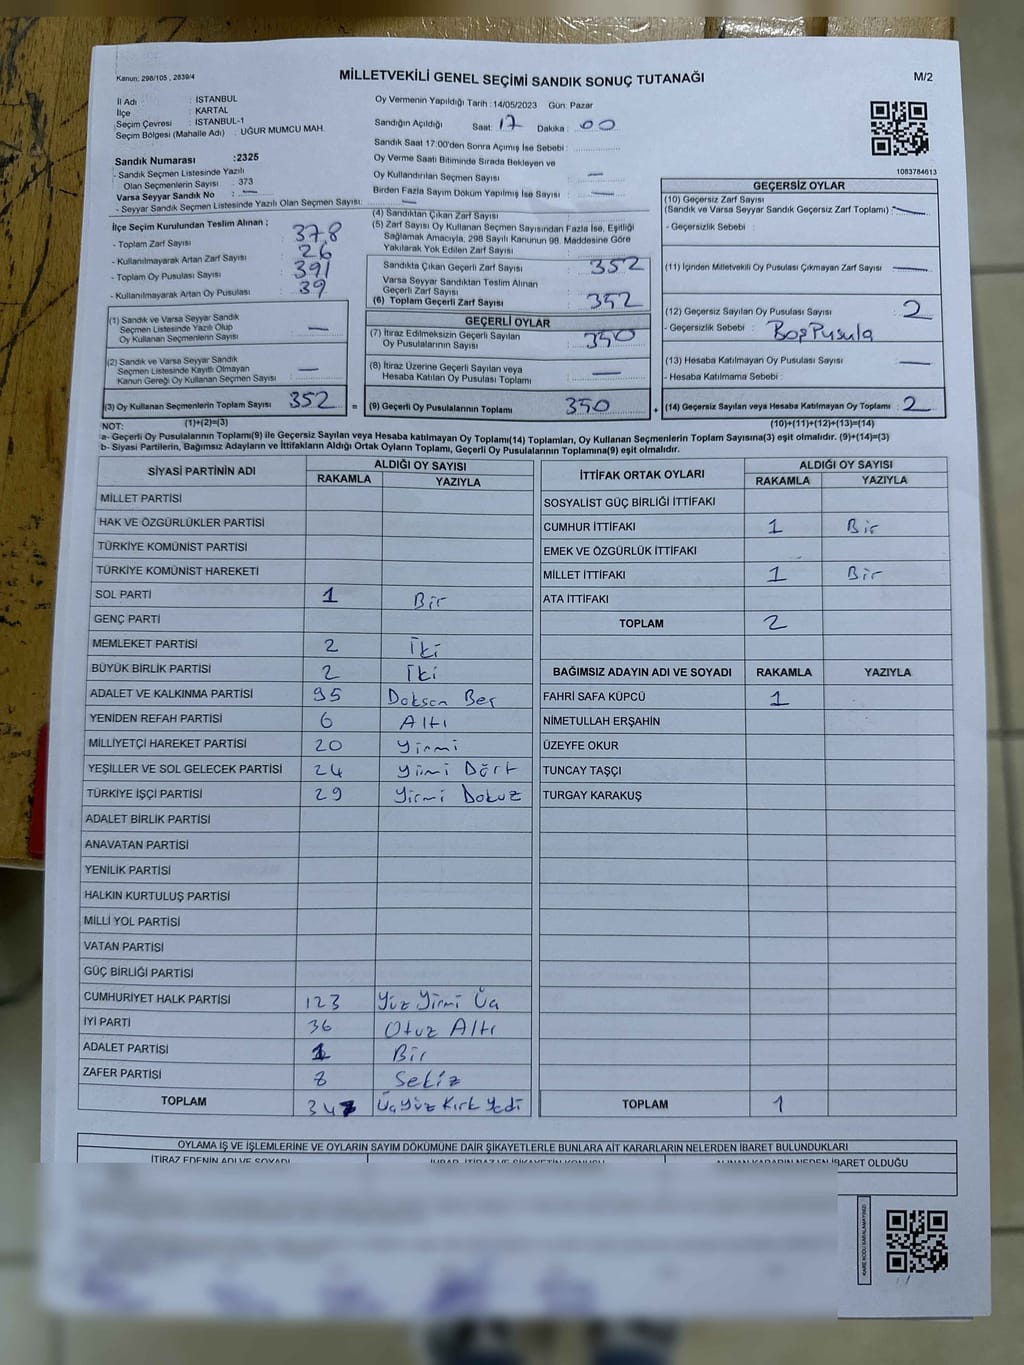 Kanun: 298/105 , 2839/4
MİLLETVEKİLİ GENEL SEÇİMİ SANDIK SONUÇ TUTANAĞI
M/2
İl Adı : İSTANBUL
İlçe : KARTAL
Seçim Çevresi : İSTANBUL-1
Seçim Bölgesi (Mahalle Adı) : UĞUR MUMCU MAH.
Sandık Numarası :2325
- Sandık Seçmen Listesinde Yazılı
Olan Seçmenlerin Sayısı : 373
Varsa Seyyar Sandık No : —
- Seyyar Sandık Seçmen Listesinde Yazılı Olan Seçmen Sayısı: —
Oy Vermenin Yapıldığı Tarih :14/05/2023 Gün: Pazar
Sandığın Açıldığı Saat: 17 Dakika : 00
Sandık Saat 17:00'den Sonra Açımış İse Sebebi :
Oy Verme Saati Bitiminde Sırada Bekleyen ve
Oy Kullandırılan Seçmen Sayısı : —
Birden Fazla Sayım Döküm Yapılmış İse Sayısı : —
1083784613
İlçe Seçim Kurulundan Teslim Alınan ;
- Toplam Zarf Sayısı : 378
- Kullanılmayarak Artan Zarf Sayısı : 26
- Toplam Oy Pusulası Sayısı : 391
- Kullanılmayarak Artan Oy Pusulası : 39
(4) Sandıktan Çıkan Zarf Sayısı :
(5) Zarf Sayısı Oy Kullanan Seçmen Sayısından Fazla İse, Eşitliği
Sağlamak Amacıyla, 298 Sayılı Kanunun 98. Maddesine Göre
Yakılarak Yok Edilen Zarf Sayısı :
Sandıkta Çıkan Geçerli Zarf Sayısı : 352
Varsa Seyyar Sandıktan Teslim Alınan
Geçerli Zarf Sayısı :
(6) Toplam Geçerli Zarf Sayısı : 352
GEÇERLİ OYLAR
(7) İtiraz Edilmeksizin Geçerli Sayılan
Oy Pusulalarının Sayısı : 350
(8) İtiraz Üzerine Geçerli Sayılan veya
Hesaba Katılan Oy Pusulası Toplamı : —
(9) Geçerli Oy Pusulalarının Toplamı 350
GEÇERSİZ OYLAR
(10) Geçersiz Zarf Sayısı
(Sandık ve Varsa Seyyar Sandık Geçersiz Zarf Toplamı) : —
- Geçersizlik Sebebi :
(11) İçinden Milletvekili Oy Pusulası Çıkmayan Zarf Sayısı : —
(12) Geçersiz Sayılan Oy Pusulası Sayısı : 2
- Geçersizlik Sebebi : Boş Pusula
(13) Hesaba Katılmayan Oy Pusulası Sayısı : —
- Hesaba Katılmama Sebebi :
(14) Geçersiz Sayılan veya Hesaba Katılmayan Oy Toplamı : 2
(10)+(11)+(12)+(13)=(14)
(1) Sandık ve Varsa Seyyar Sandık
Seçmen Listesinde Yazılı Olup
Oy Kullanan Seçmenlerin Sayısı : —
(2) Sandık ve Varsa Seyyar Sandık
Seçmen Listesinde Kayıtlı Olmayan
Kanun Gereği Oy Kullanan Seçmen Sayısı : —
(3) Oy Kullanan Seçmenlerin Toplam Sayısı 352 =
(1)+(2)=(3)
NOT:
a- Geçerli Oy Pusulalarının Toplamı(9) ile Geçersiz Sayılan veya Hesaba katılmayan Oy Toplamı(14) Toplamları, Oy Kullanan Seçmenlerin Toplam Sayısına(3) eşit olmalıdır. (9)+(14)=(3)
b- Siyasi Partilerin, Bağımsız Adayların ve İttifakların Aldığı Ortak Oyların Toplamı, Geçerli Oy Pusulalarının Toplamına(9) eşit olmalıdır.
SİYASİ PARTİNİN ADI ALDIĞI OY SAYISI
RAKAMLA YAZIYLA
MİLLET PARTİSİ
HAK VE ÖZGÜRLÜKLER PARTİSİ
TÜRKİYE KOMÜNİST PARTİSİ
TÜRKİYE KOMÜNİST HAREKETİ
SOL PARTİ 1 Bir
GENÇ PARTİ
MEMLEKET PARTİSİ 2 İki
BÜYÜK BİRLİK PARTİSİ 2 İki
ADALET VE KALKINMA PARTİSİ 95 Doksan Beş
YENİDEN REFAH PARTİSİ 6 Altı
MİLLİYETÇİ HAREKET PARTİSİ 20 Yirmi
YEŞİLLER VE SOL GELECEK PARTİSİ 24 Yirmi Dört
TÜRKİYE İŞÇİ PARTİSİ 29 Yirmi Dokuz
ADALET BİRLİK PARTİSİ
ANAVATAN PARTİSİ
YENİLİK PARTİSİ
HALKIN KURTULUŞ PARTİSİ
MİLLİ YOL PARTİSİ
VATAN PARTİSİ
GÜÇ BİRLİĞİ PARTİSİ
CUMHURİYET HALK PARTİSİ 123 Yüz Yirmi Üç
İYİ PARTİ 36 Otuz Altı
ADALET PARTİSİ 1 Bir
ZAFER PARTİSİ 8 Sekiz
TOPLAM 347 Üçyüz Kırk Yedi
İTTİFAK ORTAK OYLARI ALDIĞI OY SAYISI
RAKAMLA YAZIYLA
SOSYALİST GÜÇ BİRLİĞİ İTTİFAKI
CUMHUR İTTİFAKI 1 Bir
EMEK VE ÖZGÜRLÜK İTTİFAKI
MİLLET İTTİFAKI 1 Bir
ATA İTTİFAKI
TOPLAM 2
BAĞIMSIZ ADAYIN ADI VE SOYADI RAKAMLA YAZIYLA
FAHRİ SAFA KÜPCÜ 1
NİMETULLAH ERŞAHİN
ÜZEYFE OKUR
TUNCAY TAŞÇI
TURGAY KARAKUŞ
TOPLAM 1
OYLAMA İŞ VE İŞLEMLERİNE VE OYLARIN SAYIM DÖKÜMÜNE DAİR ŞİKAYETLERLE BUNLARA AİT KARARLARIN NELERDEN İBARET BULUNDUKLARI
İTİRAZ EDENİN ADI VE SOYADI
İBARET OLDUĞU